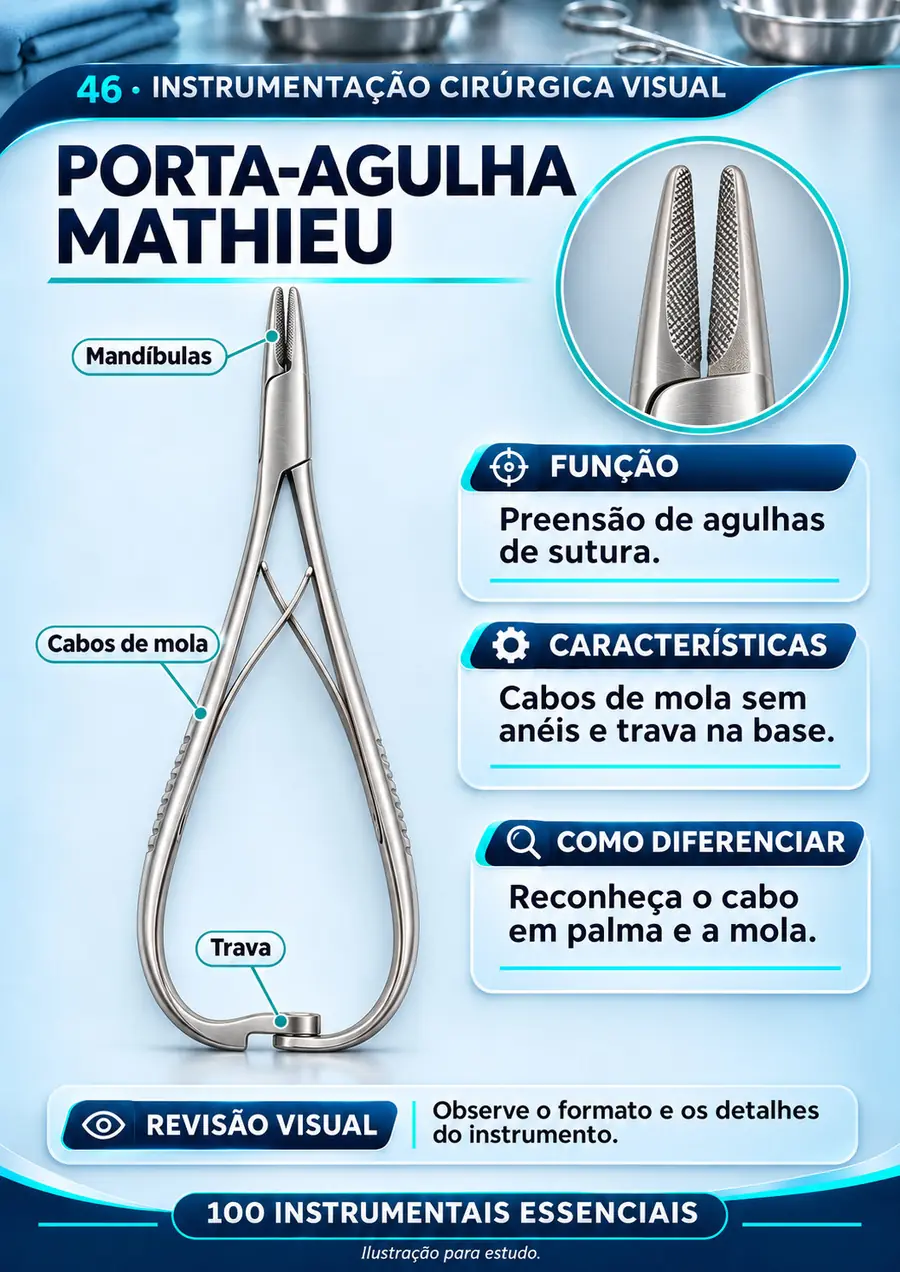 46 • INSTRUMENTAÇÃO CIRÚRGICA VISUAL
PORTA-AGULHA
MATHIEU
Mandíbulas
Cabos de mola
Trava
FUNÇÃO
Preensão de agulhas
de sutura.
CARACTERÍSTICAS
Cabos de mola sem
anéis e trava na base.
COMO DIFERENCIAR
Reconheça o cabo
em palma e a mola.
REVISÃO VISUAL
Observe o formato e os detalhes
do instrumento.
100 INSTRUMENTAIS ESSENCIAIS
Ilustração para estudo.